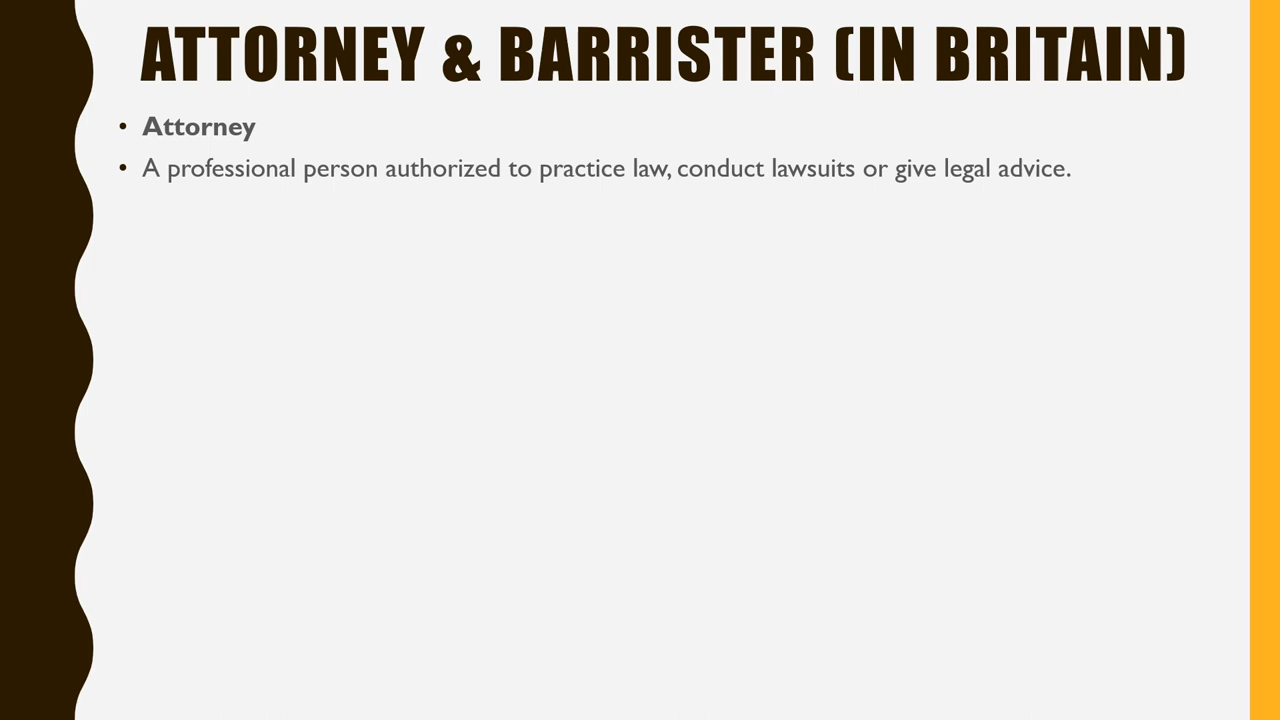 ATTORNEY & BARRISTER (IN BRITAIN)
• Attorney
• A professional person authorized to practice law, conduct lawsuits or give legal advice.